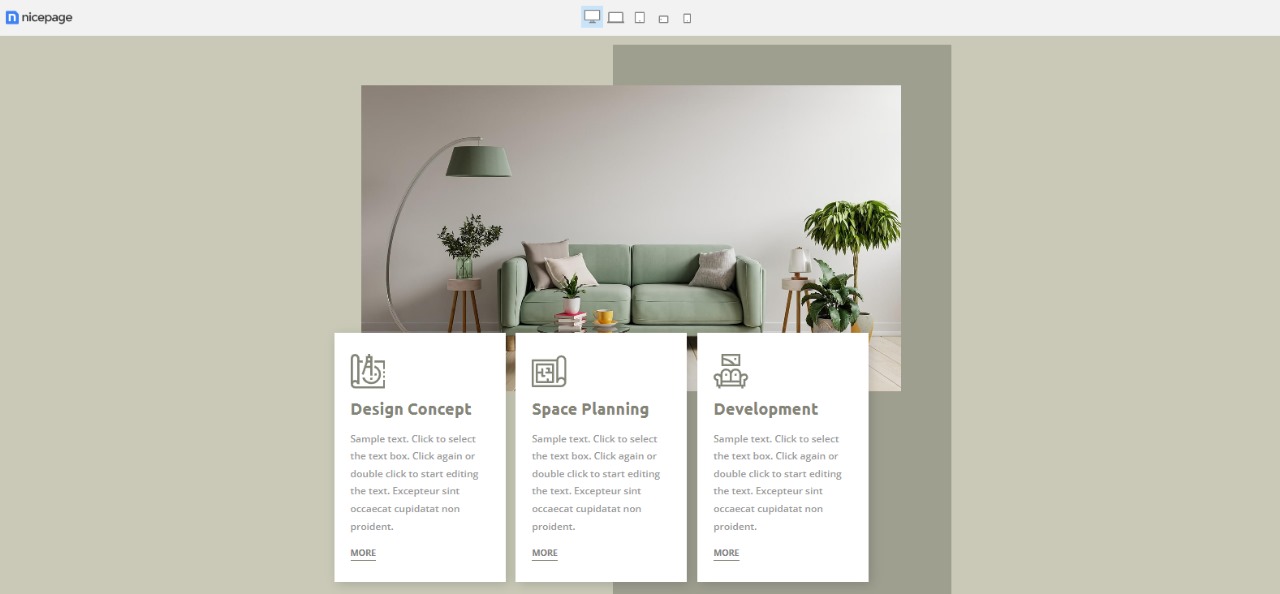 nicepage
Design Concept
Sample text. Click to select
the text box. Click again or
double click to start editing
the text. Excepteur sint
occaecat cupidatat non
proident.
MORE
Space Planning
Sample text. Click to select
the text box. Click again or
double click to start editing
the text. Excepteur sint
occaecat cupidatat non
proident.
MORE
Development
Sample text. Click to select
the text box. Click again or
double click to start editing
the text. Excepteur sint
occaecat cupidatat non
proident.
MORE